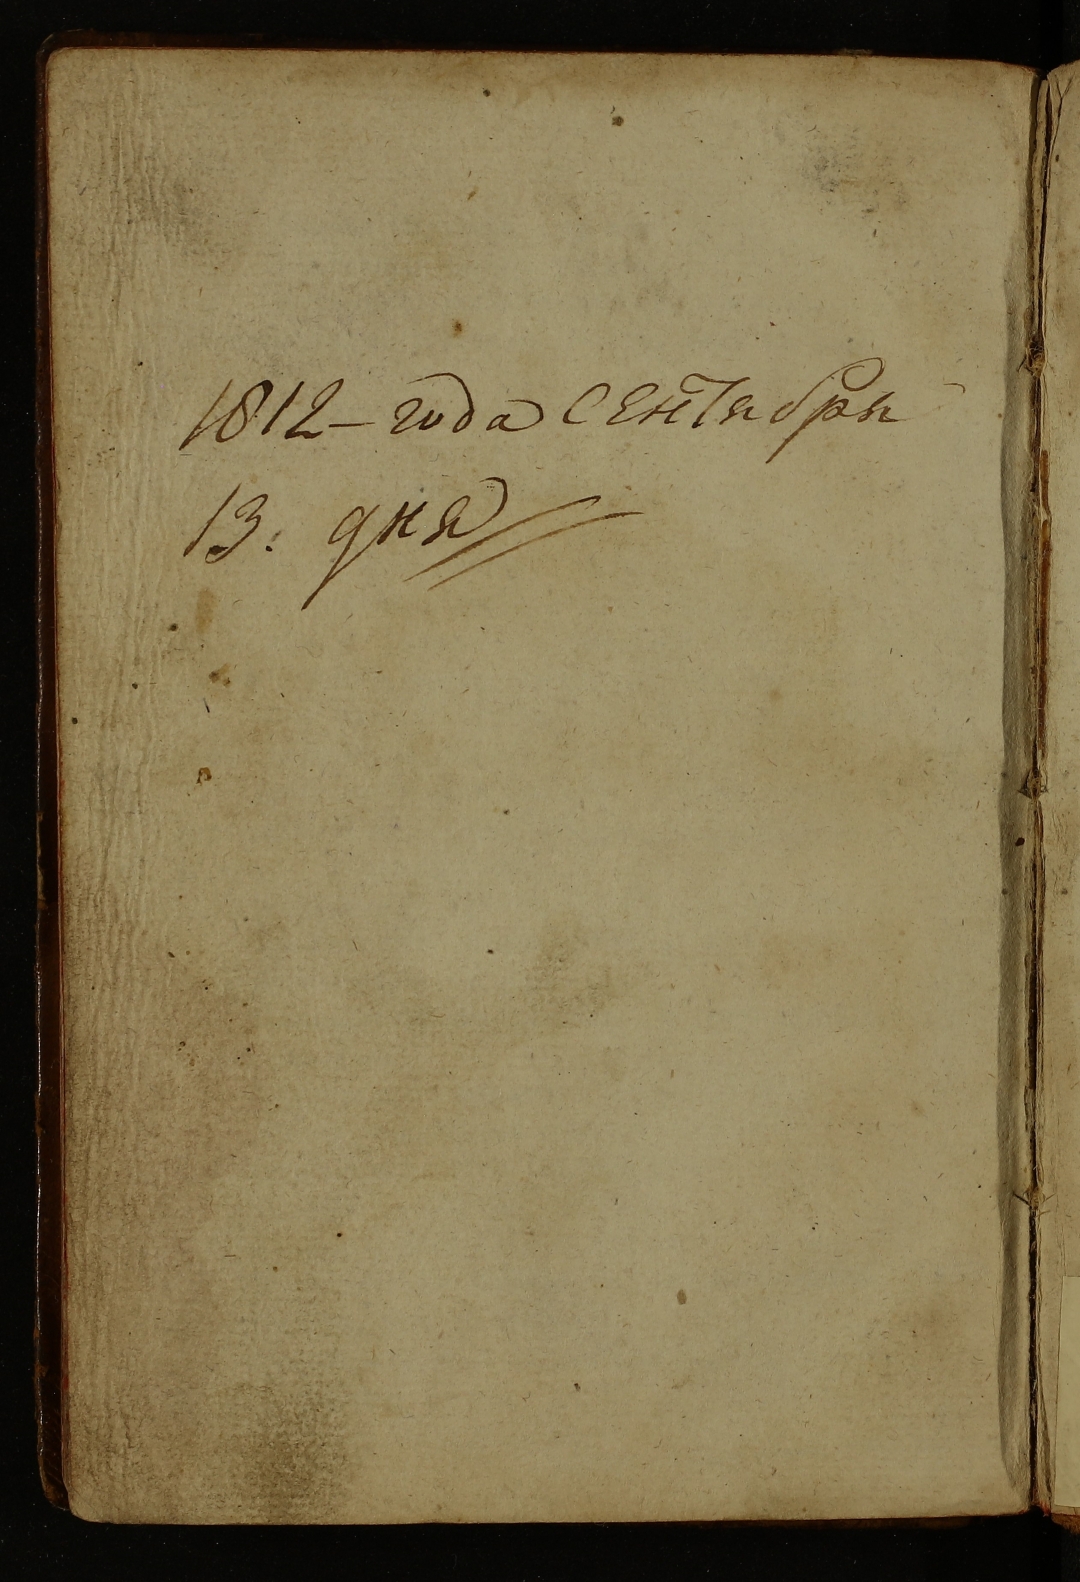 1812 – года сентября
13. дня